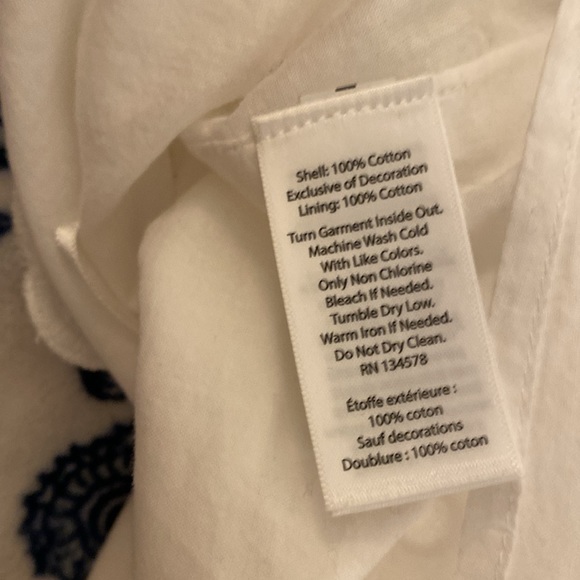 Shell: 100% Cotton
Exclusive of Decoration
Lining: 100% Cotton
Turn Garment Inside Out.
Machine Wash Cold
With Like Colors.
Only Non Chlorine
Bleach If Needed.
Tumble Dry Low.
Warm Iron If Needed.
Do Not Dry Clean.
RN 134578
Étoffe extérieure :
100% coton
Sauf decorations
Doublure : 100% coton